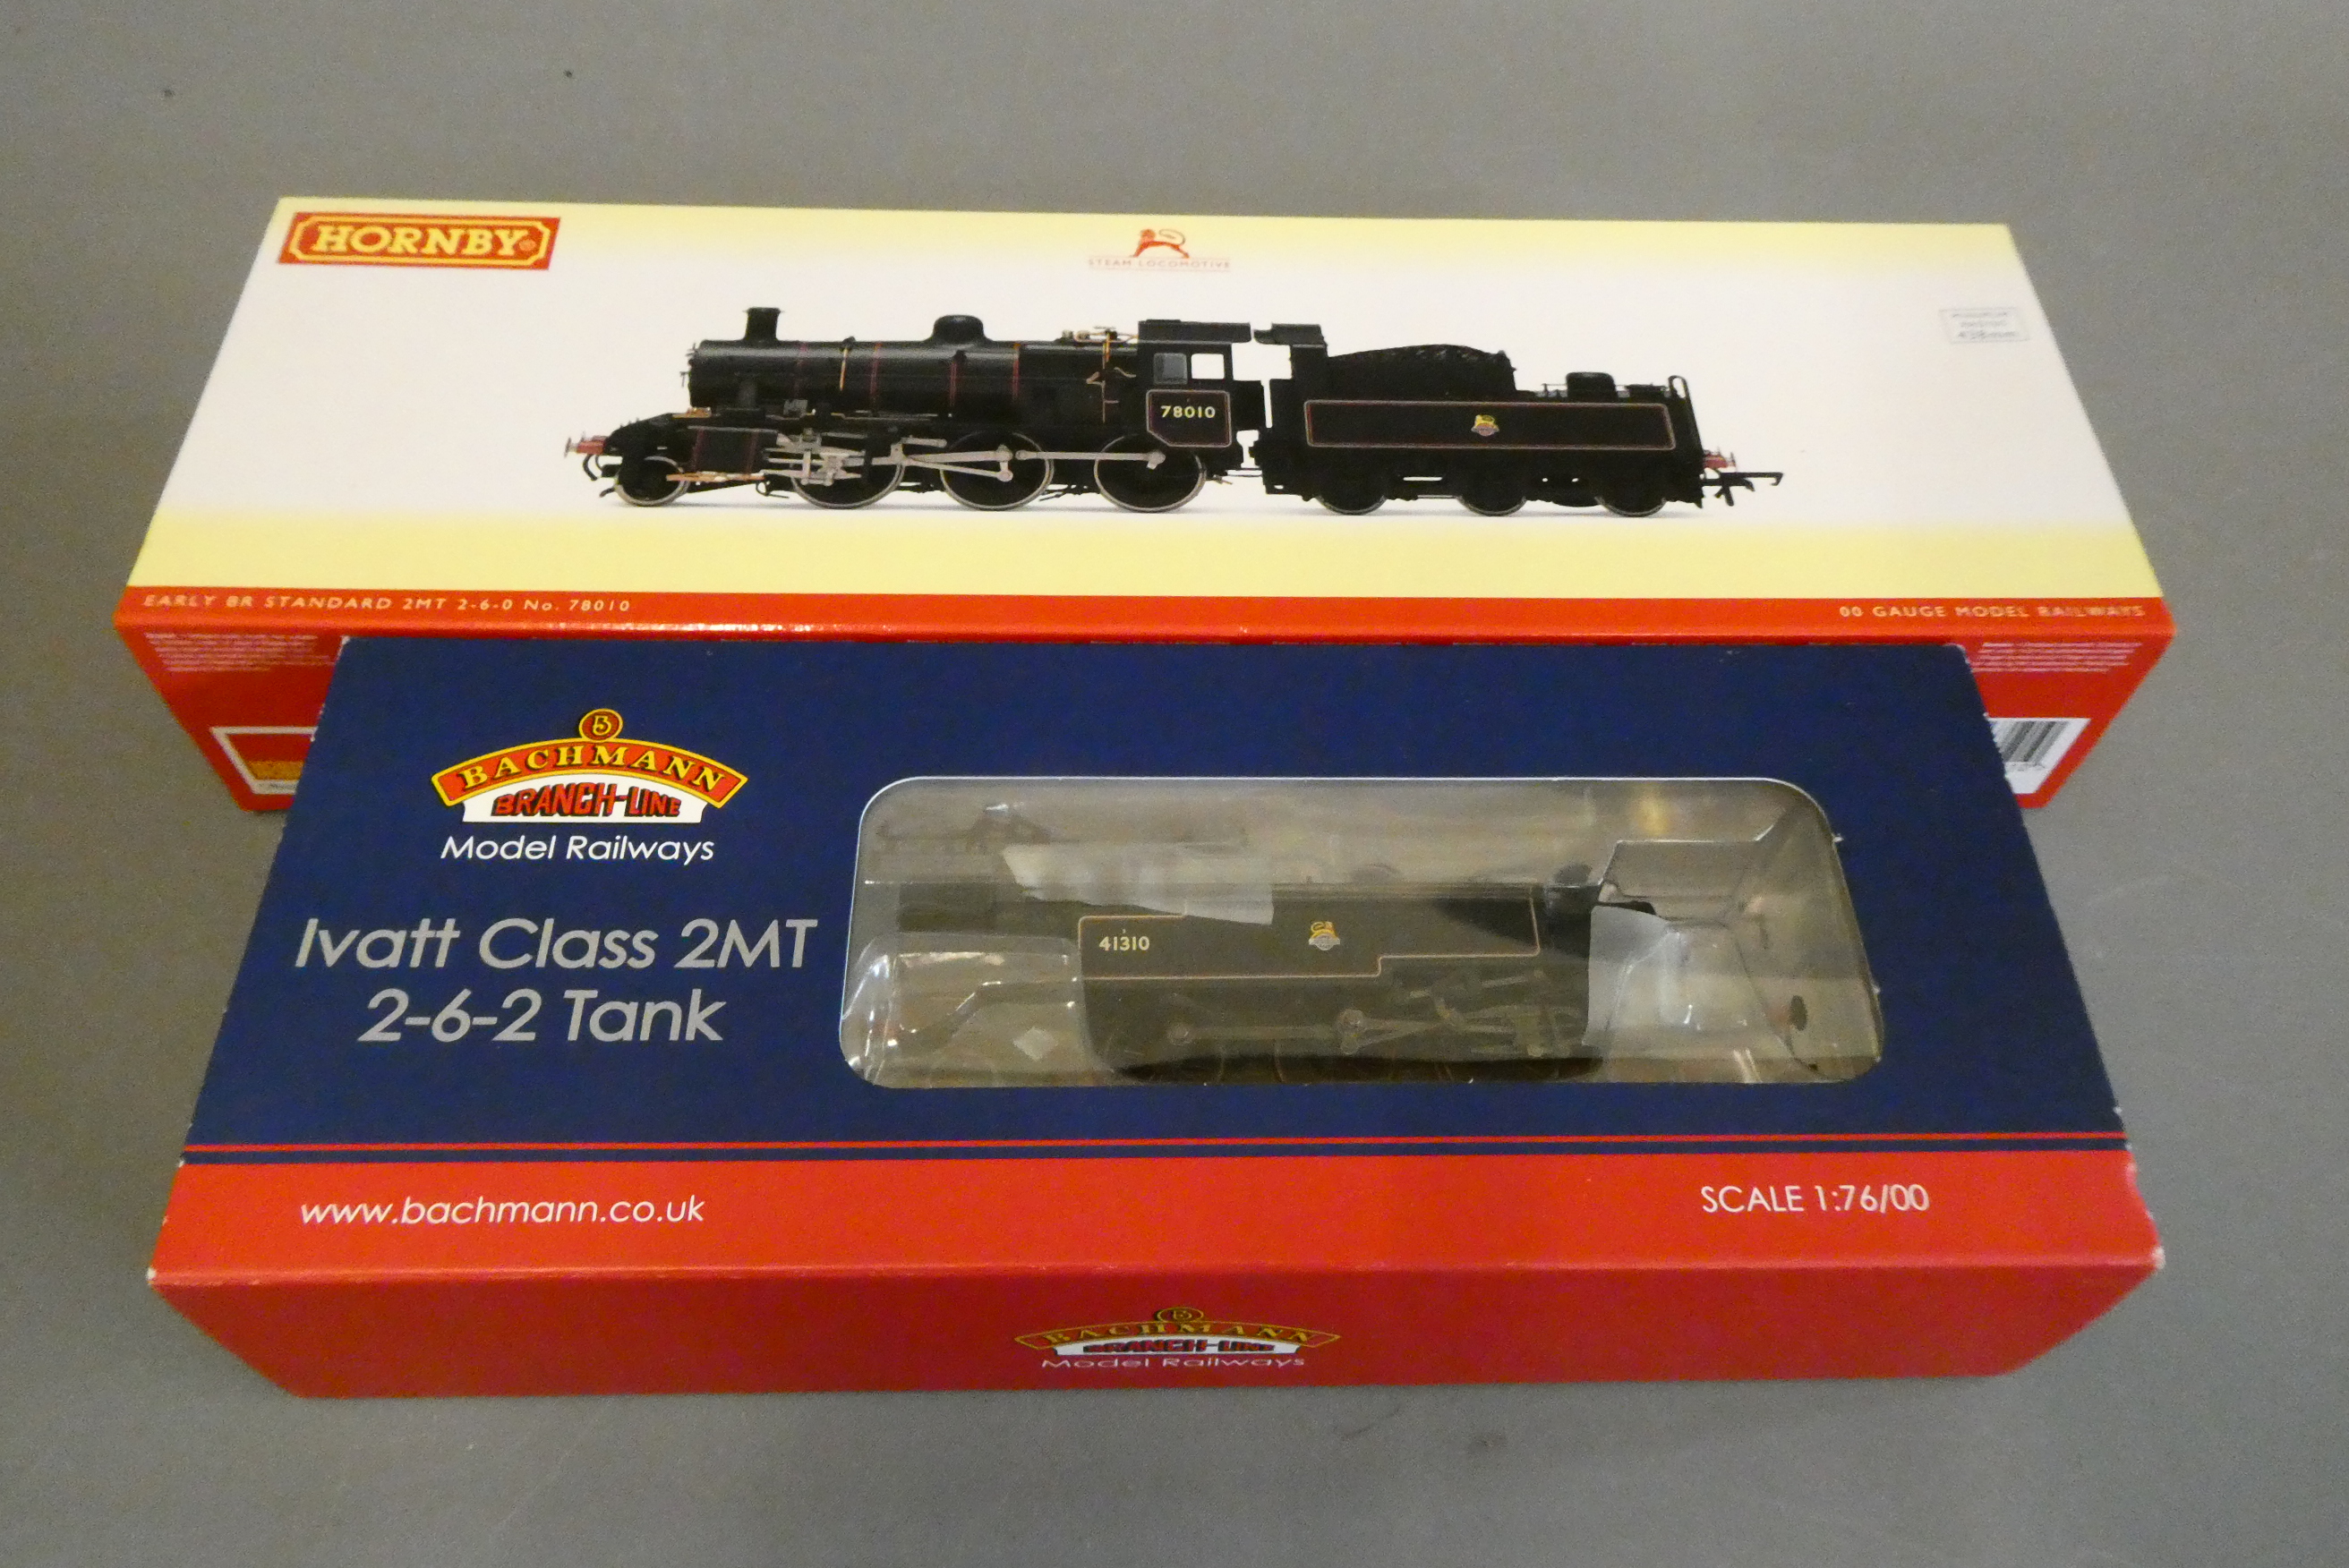 HORNBY
STEAM LOCOMOTIVE
78010
EARLY BR STANDARD 2MT 2-6-0 No. 78010
00 GAUGE MODEL RAILWAYS
BACHMANN
BRANCH-LINE
Model Railways
Ivatt Class 2MT
2-6-2 Tank
41310
www.bachmann.co.uk
SCALE 1:76/00
BACHMANN
BRANCH-LINE
Model Railways